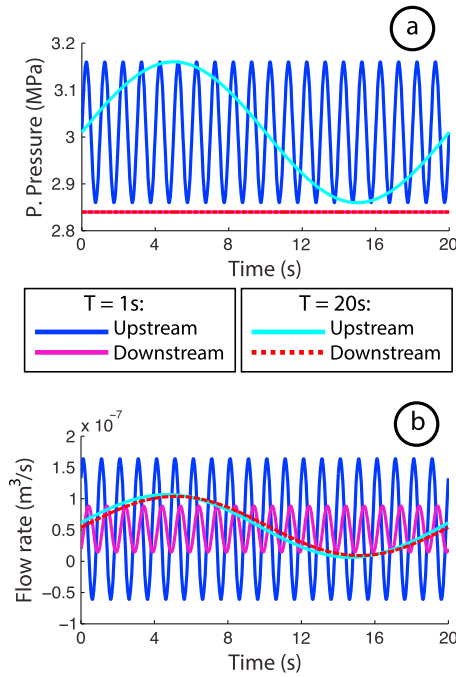 a
3.2
3.1
3
2.9
2.8
P. Pressure (MPa)
0 4 8 12 16 20
Time (s)
T = 1s: T = 20s:
Upstream Upstream
Downstream Downstream
b
x 10⁻⁷
2
1.5
1
0.5
0
−0.5
−1
Flow rate (m³/s)
0 4 8 12 16 20
Time (s)